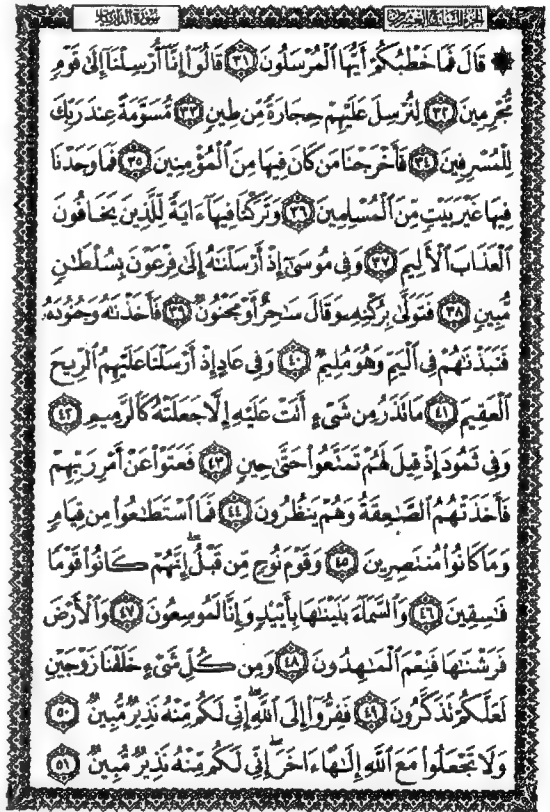 الجزء السابع والعشرون
سورة الذاريات
۞ قَالَ فَمَا خَطْبُكُمْ أَيُّهَا ٱلْمُرْسَلُونَ ٣١ قَالُوٓا۟ إِنَّآ أُرْسِلْنَآ إِلَىٰ قَوْمٍ
مُّجْرِمِينَ ٣٢ لِنُرْسِلَ عَلَيْهِمْ حِجَارَةً مِّن طِينٍ ٣٣ مُّسَوَّمَةً عِندَ رَبِّكَ
لِلْمُسْرِفِينَ ٣٤ فَأَخْرَجْنَا مَن كَانَ فِيهَا مِنَ ٱلْمُؤْمِنِينَ ٣٥ فَمَا وَجَدْنَا
فِيهَا غَيْرَ بَيْتٍ مِّنَ ٱلْمُسْلِمِينَ ٣٦ وَتَرَكْنَا فِيهَآ ءَايَةً لِّلَّذِينَ يَخَافُونَ
ٱلْعَذَابَ ٱلْأَلِيمَ ٣٧ وَفِى مُوسَىٰٓ إِذْ أَرْسَلْنَٰهُ إِلَىٰ فِرْعَوْنَ بِسُلْطَٰنٍ
مُّبِينٍ ٣٨ فَتَوَلَّىٰ بِرُكْنِهِۦ وَقَالَ سَٰحِرٌ أَوْ مَجْنُونٌ ٣٩ فَأَخَذْنَٰهُ وَجُنُودَهُۥ
فَنَبَذْنَٰهُمْ فِى ٱلْيَمِّ وَهُوَ مُلِيمٌ ٤٠ وَفِى عَادٍ إِذْ أَرْسَلْنَا عَلَيْهِمُ ٱلرِّيحَ
ٱلْعَقِيمَ ٤١ مَا تَذَرُ مِن شَىْءٍ أَتَتْ عَلَيْهِ إِلَّا جَعَلَتْهُ كَٱلرَّمِيمِ ٤٢
وَفِى ثَمُودَ إِذْ قِيلَ لَهُمْ تَمَتَّعُوا۟ حَتَّىٰ حِينٍ ٤٣ فَعَتَوْا۟ عَنْ أَمْرِ رَبِّهِمْ
فَأَخَذَتْهُمُ ٱلصَّٰعِقَةُ وَهُمْ يَنظُرُونَ ٤٤ فَمَا ٱسْتَطَٰعُوا۟ مِن قِيَامٍ
وَمَا كَانُوا۟ مُنتَصِرِينَ ٤٥ وَقَوْمَ نُوحٍ مِّن قَبْلُ ۖ إِنَّهُمْ كَانُوا۟ قَوْمًا
فَٰسِقِينَ ٤٦ وَٱلسَّمَآءَ بَنَيْنَٰهَا بِأَيْي۟دٍ وَإِنَّا لَمُوسِعُونَ ٤٧ وَٱلْأَرْضَ
فَرَشْنَٰهَا فَنِعْمَ ٱلْمَٰهِدُونَ ٤٨ وَمِن كُلِّ شَىْءٍ خَلَقْنَا زَوْجَيْنِ
لَعَلَّكُمْ تَذَكَّرُونَ ٤٩ فَفِرُّوٓا۟ إِلَى ٱللَّهِ ۖ إِنِّى لَكُم مِّنْهُ نَذِيرٌ مُّبِينٌ ٥٠
وَلَا تَجْعَلُوا۟ مَعَ ٱللَّهِ إِلَٰهًا ءَاخَرَ ۖ إِنِّى لَكُم مِّنْهُ نَذِيرٌ مُّبِينٌ ٥١